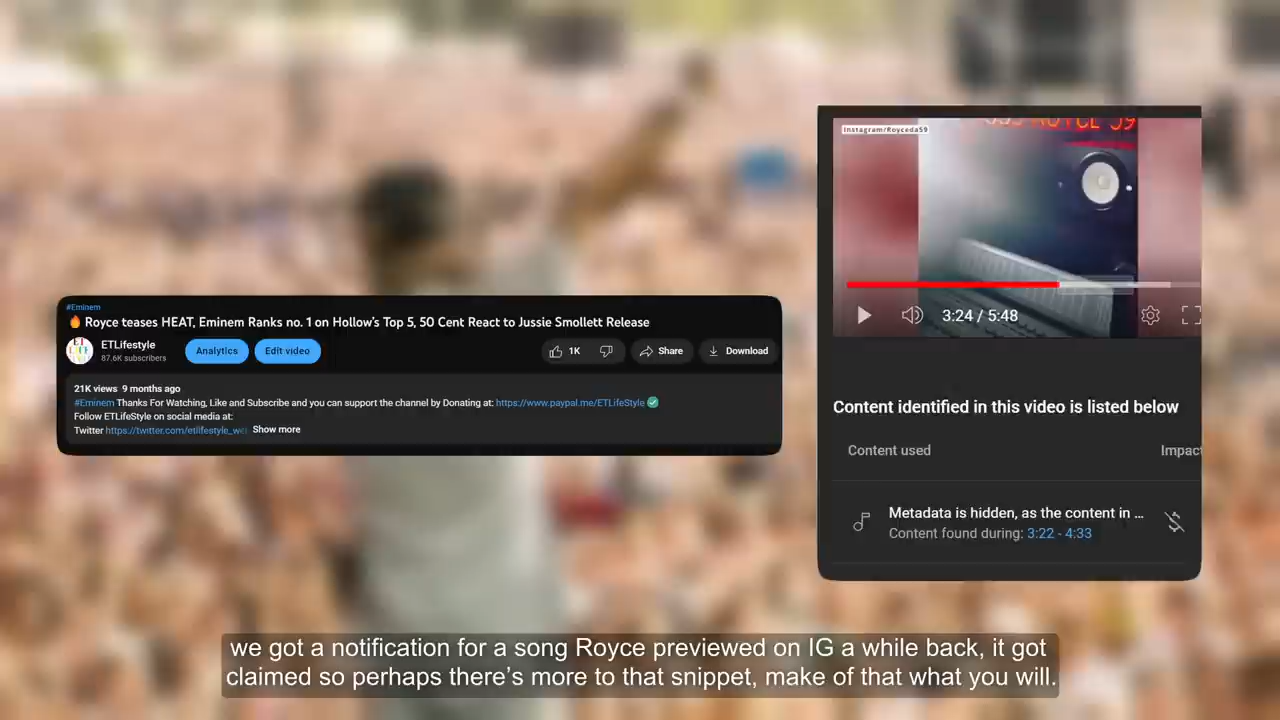 #Eminem
🔥 Royce teases HEAT, Eminem Ranks no. 1 on Hollow's Top 5, 50 Cent React to Jussie Smollett Release
ETLifestyle
87.6K subscribers
Analytics
Edit video
1K
Share
Download
21K views 9 months ago
#Eminem Thanks For Watching, Like and Subscribe and you can support the channel by Donating at: https://www.paypal.me/ETLifeStyle
Follow ETLifeStyle on social media at:
Twitter https://twitter.com/etlifestyle_we
Show more
Instagram/Royceda59
ROYCE 59
3:24 / 5:48
Content identified in this video is listed below
Content used
Impact
Metadata is hidden, as the content in ...
Content found during: 3:22 - 4:33
we got a notification for a song Royce previewed on IG a while back, it got
claimed so perhaps there's more to that snippet, make of that what you will.